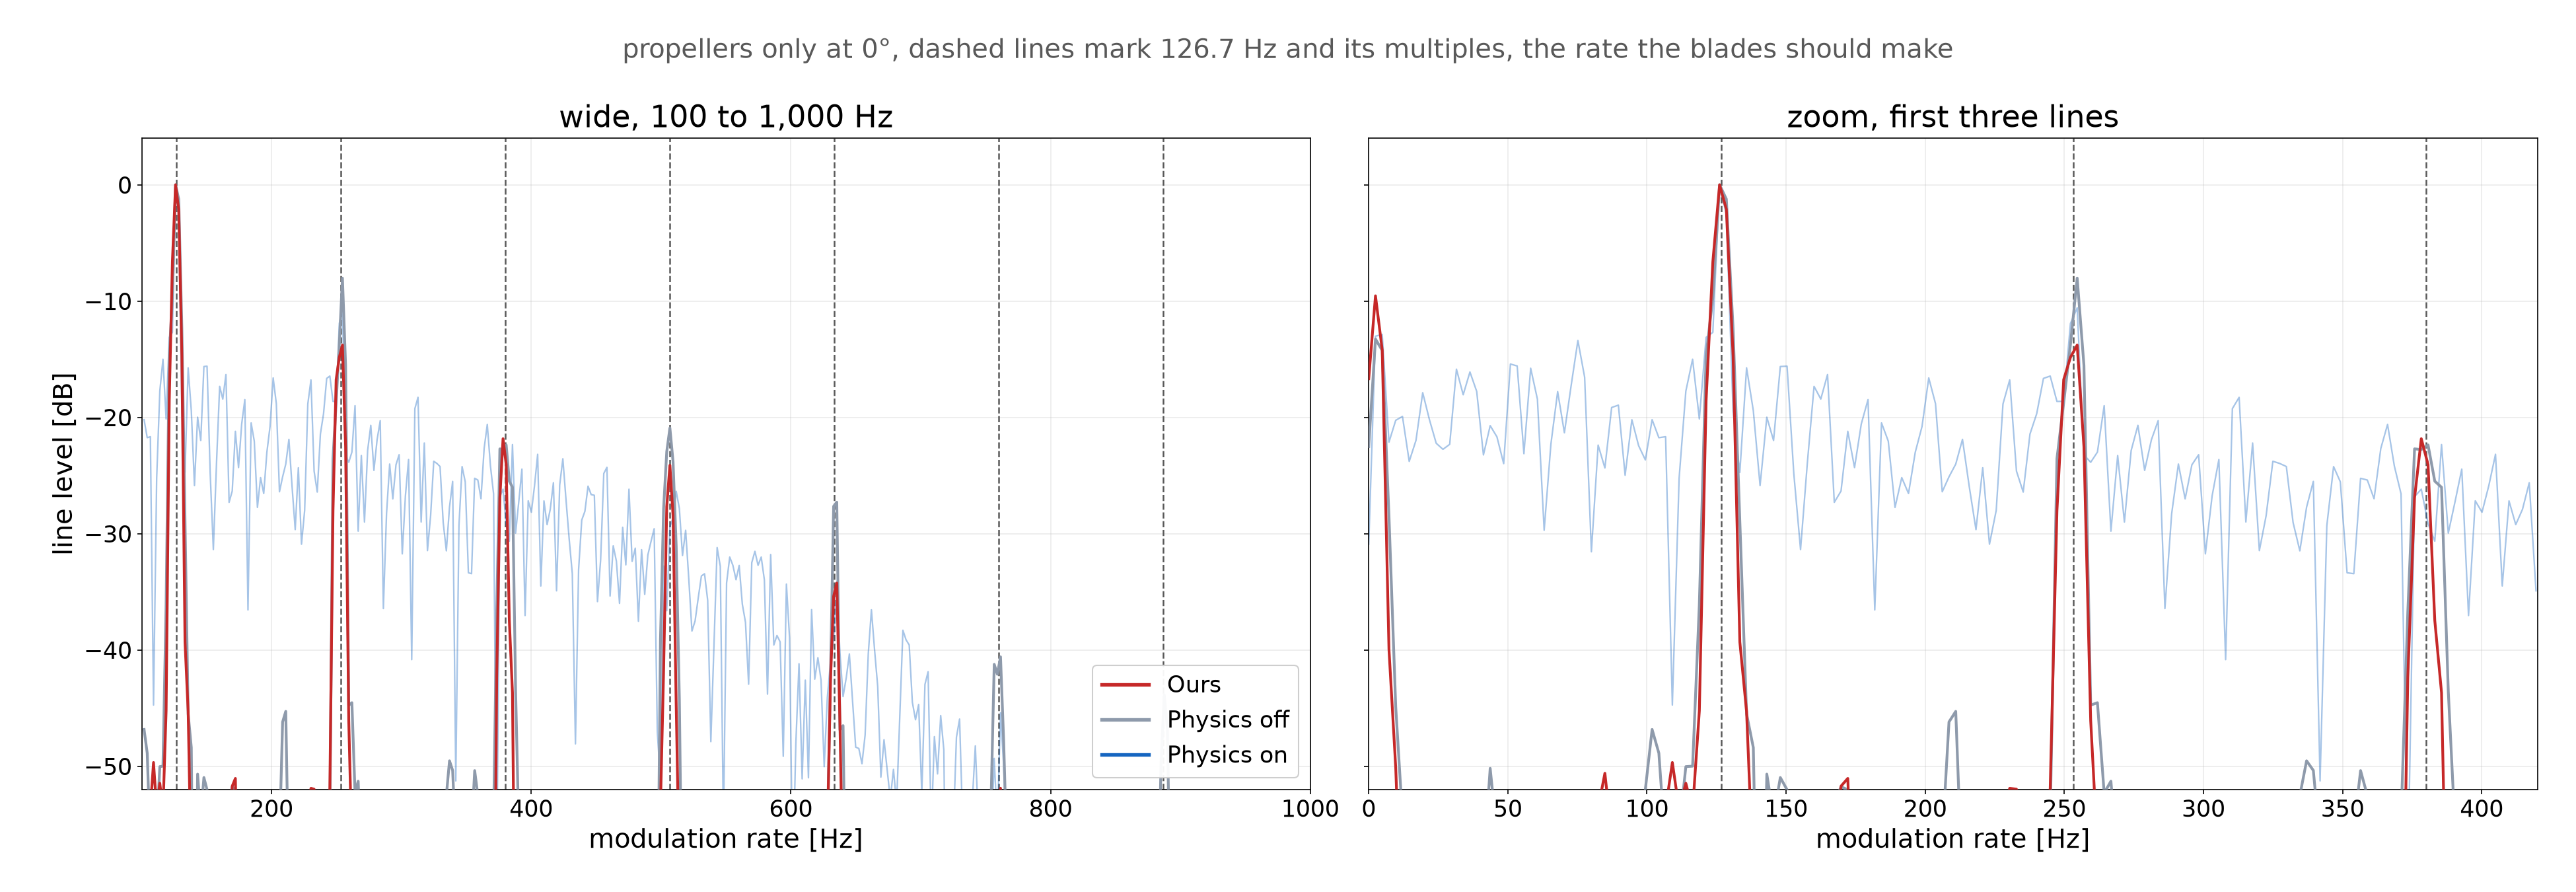 propellers only at 0°, dashed lines mark 126.7 Hz and its multiples, the rate the blades should make
wide, 100 to 1,000 Hz
zoom, first three lines
line level [dB]
0
−10
−20
−30
−40
−50
200
400
600
800
1000
modulation rate [Hz]
Ours
Physics off
Physics on
0
50
100
150
200
250
300
350
400
modulation rate [Hz]